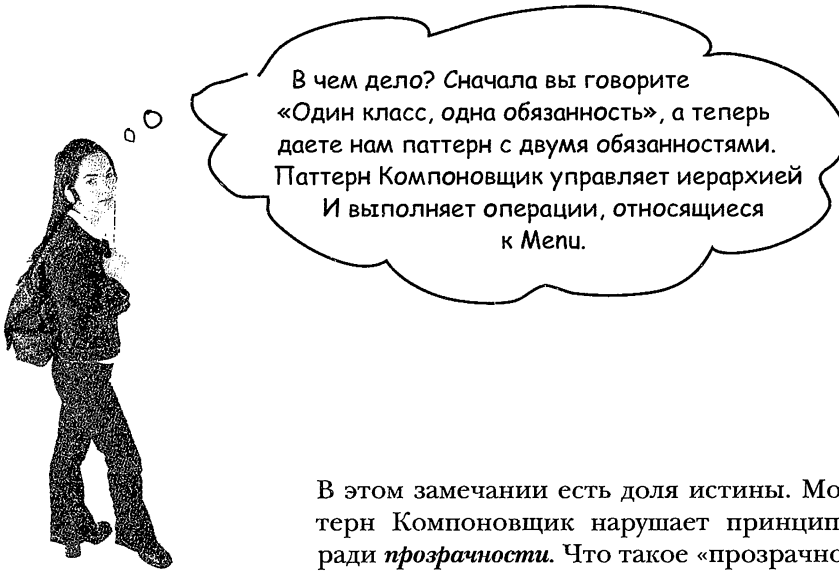 В чем дело? Сначала вы говорите
«Один класс, одна обязанность», а теперь
даете нам паттерн с двумя обязанностями.
Паттерн Компоновщик управляет иерархией
И выполняет операции, относящиеся
к Menu.
В этом замечании есть доля истины. Мо
терн Компоновщик нарушает принцип
ради прозрачности. Что такое «прозрачно